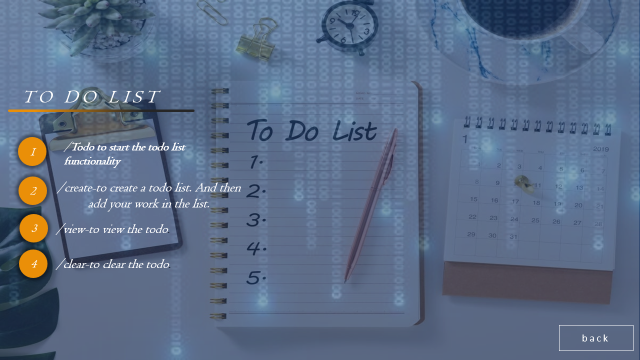 TO DO LIST
1
/Todo to start the todo list
functionality
2
/create-to create a todo list. And then
add your work in the list.
3
/view-to view the todo
4
/clear-to clear the todo
To Do List
1.
2.
3.
4.
5.
1
2019
back